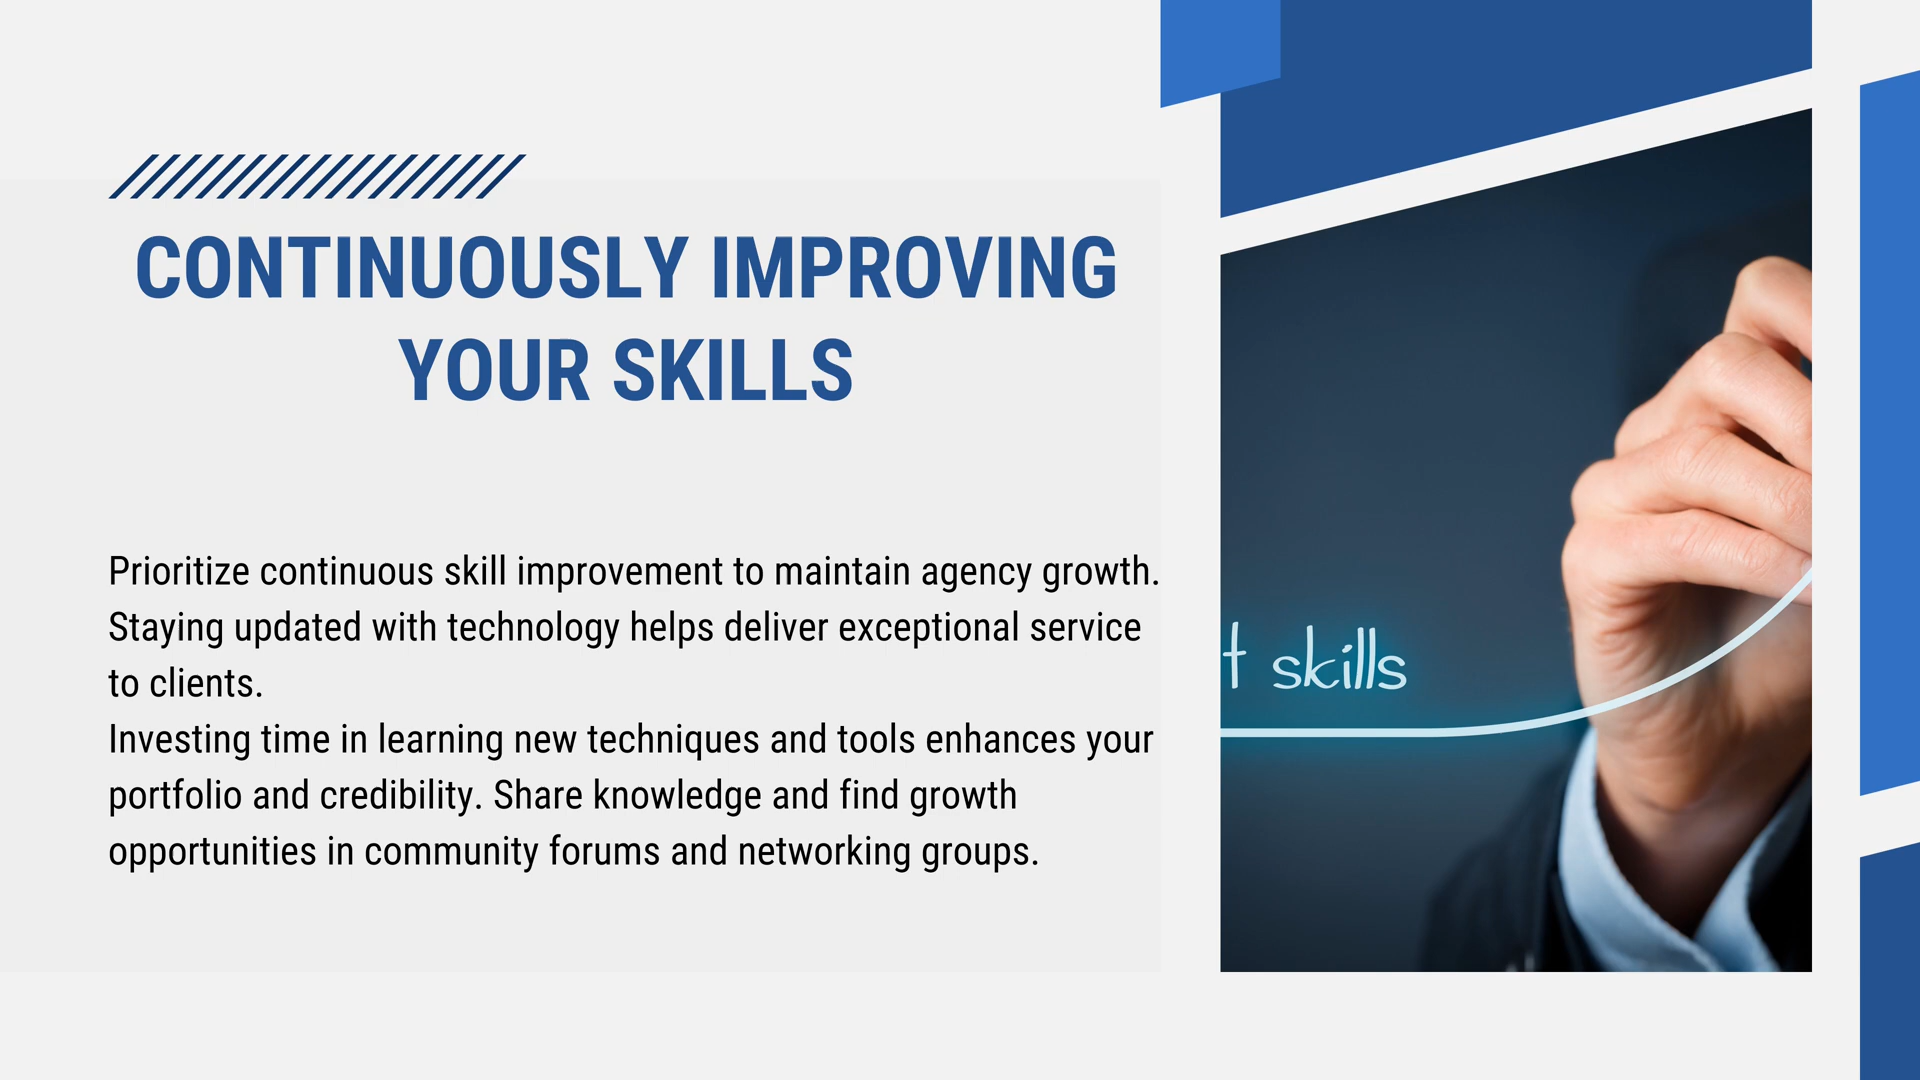 CONTINUOUSLY IMPROVING
YOUR SKILLS
Prioritize continuous skill improvement to maintain agency growth.
Staying updated with technology helps deliver exceptional service
to clients.
Investing time in learning new techniques and tools enhances your
portfolio and credibility. Share knowledge and find growth
opportunities in community forums and networking groups.
t skills